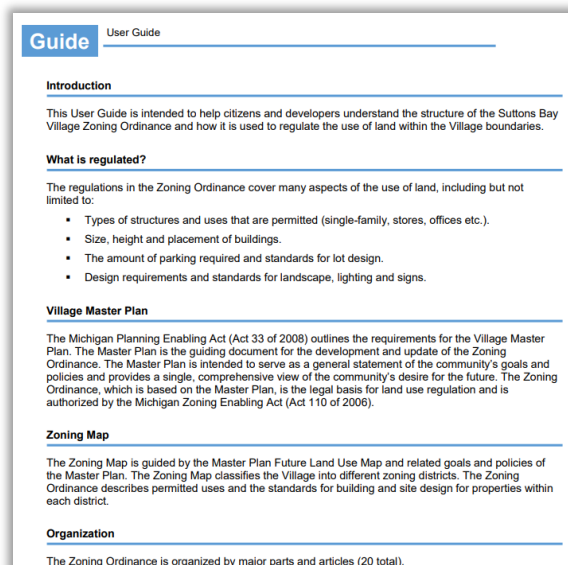 Guide
User Guide
Introduction
This User Guide is intended to help citizens and developers understand the structure of the Suttons Bay
Village Zoning Ordinance and how it is used to regulate the use of land within the Village boundaries.
What is regulated?
The regulations in the Zoning Ordinance cover many aspects of the use of land, including but not
limited to:
▪ Types of structures and uses that are permitted (single-family, stores, offices etc.).
▪ Size, height and placement of buildings.
▪ The amount of parking required and standards for lot design.
▪ Design requirements and standards for landscape, lighting and signs.
Village Master Plan
The Michigan Planning Enabling Act (Act 33 of 2008) outlines the requirements for the Village Master
Plan. The Master Plan is the guiding document for the development and update of the Zoning
Ordinance. The Master Plan is intended to serve as a general statement of the community’s goals and
policies and provides a single, comprehensive view of the community’s desire for the future. The Zoning
Ordinance, which is based on the Master Plan, is the legal basis for land use regulation and is
authorized by the Michigan Zoning Enabling Act (Act 110 of 2006).
Zoning Map
The Zoning Map is guided by the Master Plan Future Land Use Map and related goals and policies of
the Master Plan. The Zoning Map classifies the Village into different zoning districts. The Zoning
Ordinance describes permitted uses and the standards for building and site design for properties within
each district.
Organization
The Zoning Ordinance is organized by major parts and articles (20 total).